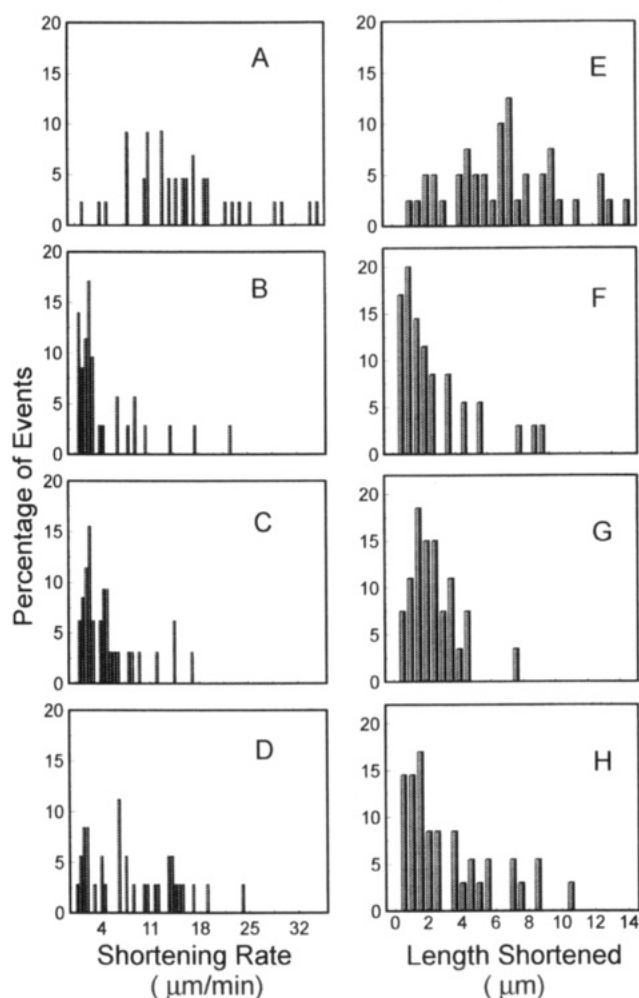 20 20
A E
15 15
10 10
5 5
0 0
20 20
B F
15 15
10 10
5 5
0 0
Percentage of Events
20 20
C G
15 15
10 10
5 5
0 0
20 20
D H
15 15
10 10
5 5
0 0
4 11 18 25 32 0 2 4 6 8 10 12 14
Shortening Rate Length Shortened
( μm/min) ( μm)